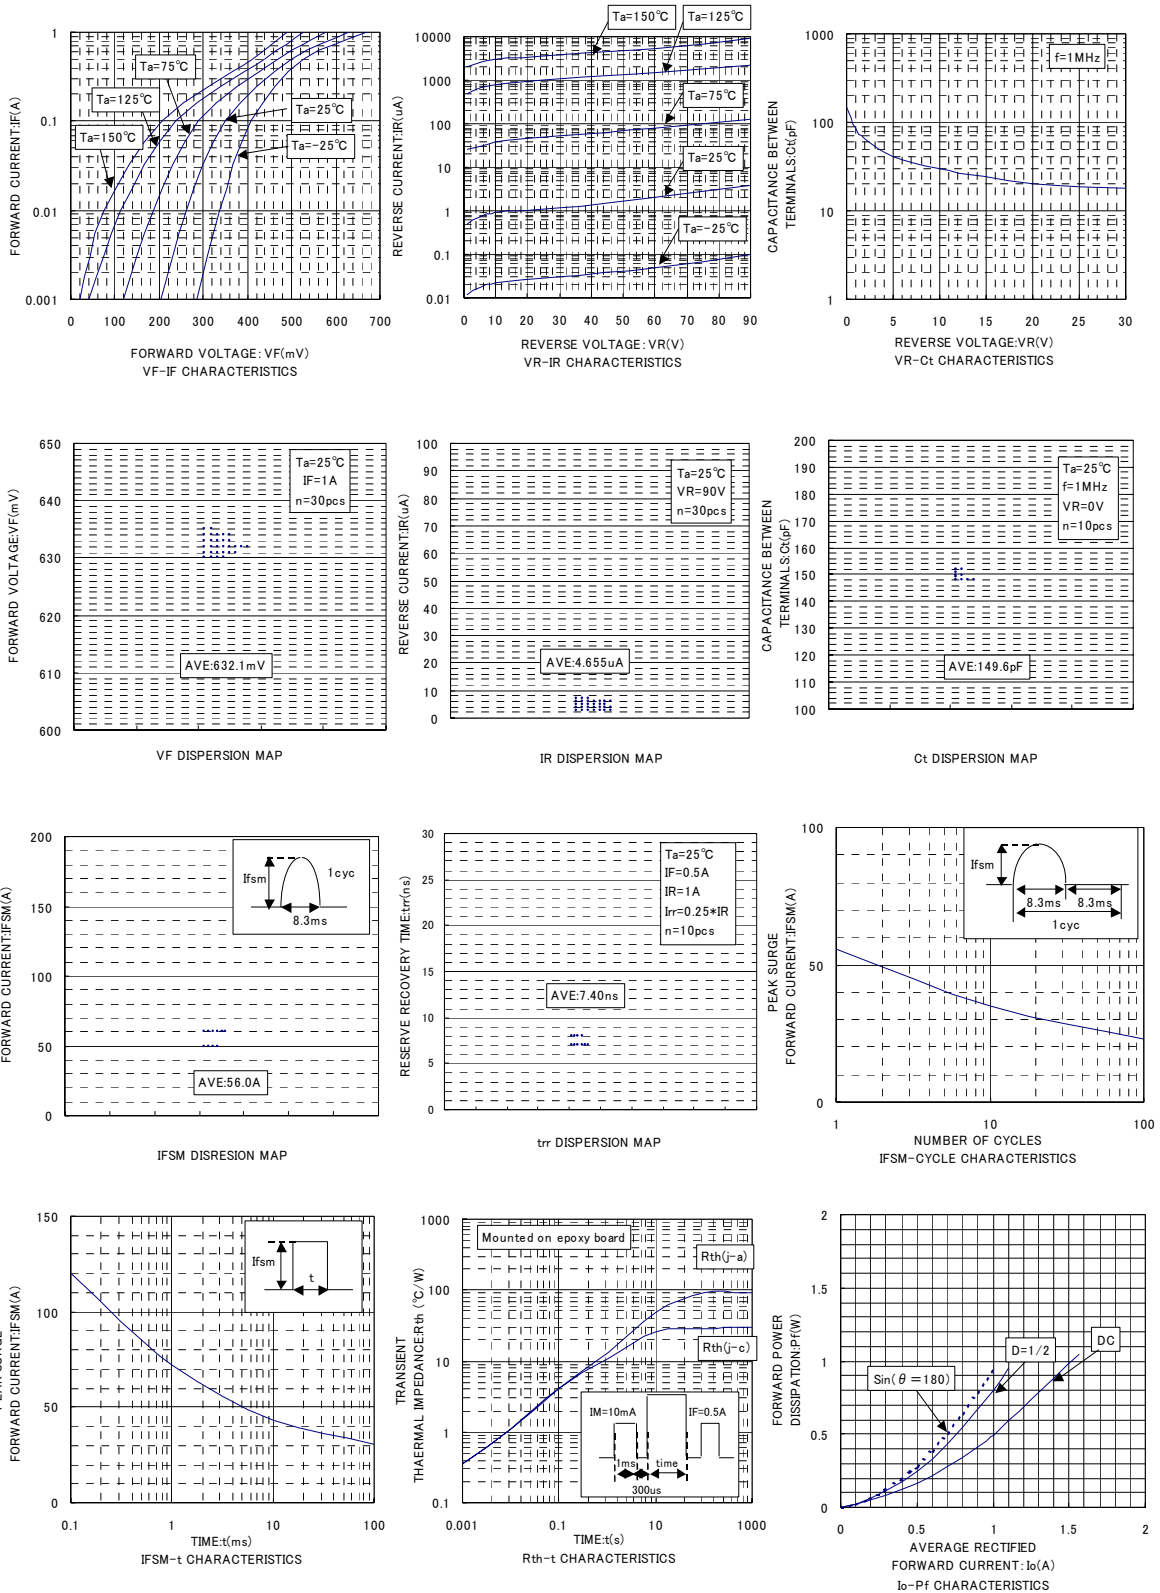 FORWARD CURRENT:IF(A)
1
0.1
0.01
0.001
Ta=75℃
Ta=125℃
Ta=150℃
Ta=25℃
Ta=-25℃
0 100 200 300 400 500 600 700
FORWARD VOLTAGE:VF(mV)
VF-IF CHARACTERISTICS
REVERSE CURRENT:IR(uA)
10000
1000
100
10
1
0.1
0.01
Ta=150℃
Ta=125℃
Ta=75℃
Ta=25℃
Ta=-25℃
0 10 20 30 40 50 60 70 80 90
REVERSE VOLTAGE:VR(V)
VR-IR CHARACTERISTICS
CAPACITANCE BETWEEN
TERMINALS:Ct(pF)
1000
100
10
1
f=1MHz
0 5 10 15 20 25 30
REVERSE VOLTAGE:VR(V)
VR-Ct CHARACTERISTICS
FORWARD VOLTAGE:VF(mV)
650
640
630
620
610
600
Ta=25℃
IF=1A
n=30pcs
AVE:632.1mV
VF DISPERSION MAP
REVERSE CURRENT:IR(uA)
100
90
80
70
60
50
40
30
20
10
0
Ta=25℃
VR=90V
n=30pcs
AVE:4.655uA
IR DISPERSION MAP
CAPACITANCE BETWEEN
TERMINALS:Ct(pF)
200
190
180
170
160
150
140
130
120
110
100
Ta=25℃
f=1MHz
VR=0V
n=10pcs
AVE:149.6pF
Ct DISPERSION MAP
FORWARD CURRENT:IFSM(A)
200
150
100
50
0
Ifsm
1cyc
8.3ms
AVE:56.0A
IFSM DISRESION MAP
RESERVE RECOVERY TIME:trr(ns)
30
25
20
15
10
5
0
Ta=25℃
IF=0.5A
IR=1A
Irr=0.25*IR
n=10pcs
AVE:7.40ns
trr DISPERSION MAP
PEAK SURGE
FORWARD CURRENT:IFSM(A)
100
50
0
Ifsm
8.3ms 8.3ms
1cyc
1 10 100
NUMBER OF CYCLES
IFSM-CYCLE CHARACTERISTICS
FORWARD CURRENT:IFSM(A)
150
100
50
0
Ifsm
t
0.1 1 10 100
TIME:t(ms)
IFSM-t CHARACTERISTICS
TRANSIENT
THAERMAL IMPEDANCE:Rth (℃/W)
1000
100
10
1
0.1
Mounted on epoxy board
Rth(j-a)
Rth(j-c)
IM=10mA IF=0.5A
1ms time
300us
0.001 0.1 10 1000
TIME:t(s)
Rth-t CHARACTERISTICS
FORWARD POWER
DISSIPATION:Pf(W)
2
1.5
1
0.5
0
D=1/2
DC
Sin(θ=180)
0 0.5 1 1.5 2
AVERAGE RECTIFIED
FORWARD CURRENT:Io(A)
Io-Pf CHARACTERISTICS